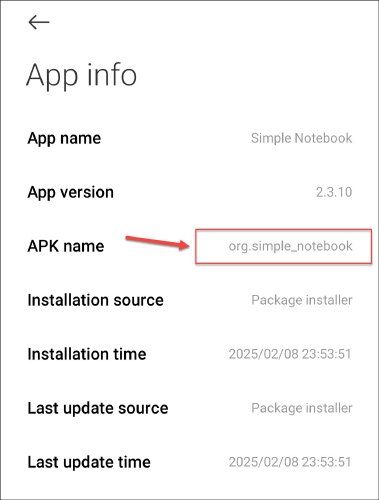 App info
App name
Simple Notebook
App version
2.3.10
APK name
org.simple_notebook
Installation source
Package installer
Installation time
2025/02/08 23:53:51
Last update source
Package installer
Last update time
2025/02/08 23:53:51